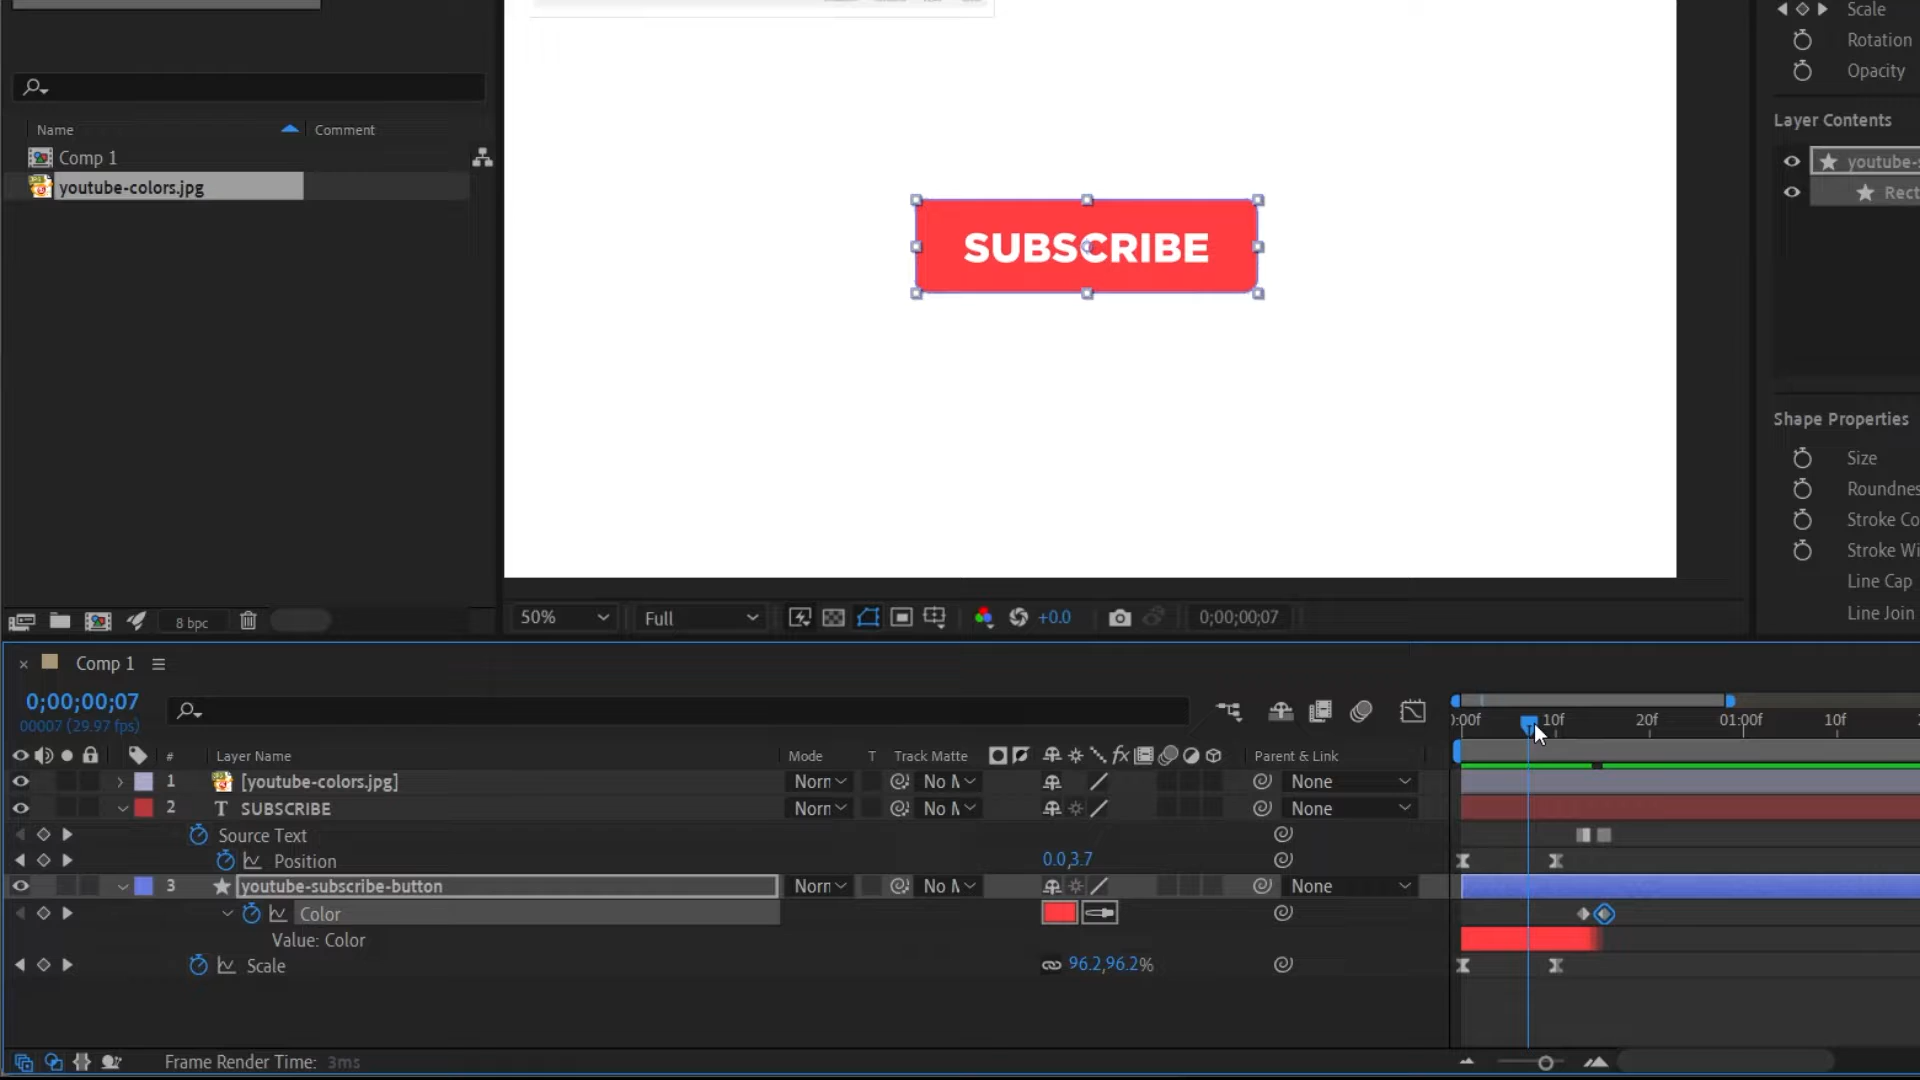 Scale
Rotation
Opacity
Name
Comment
Layer Contents
Comp 1
youtube-s
youtube-colors.jpg
Rect
SUBSCRIBE
Shape Properties
Size
Roundnes
Stroke Co
Stroke Wi
Line Cap
Line Join
8 bpc
50%
Full
+0.0
0;00;00;07
Comp 1
0;00;00;07
00007 (29.97 fps)
):00f
10f
20f
01:00f
10f
#
Layer Name
Mode
T
Track Matte
fx
Parent & Link
1
[youtube-colors.jpg]
Norn
No M
None
2
T
SUBSCRIBE
Norn
No M
None
Source Text
Position
0.0,3.7
3
youtube-subscribe-button
Norn
No M
None
Color
Value: Color
Scale
96.2,96.2%
Frame Render Time: 3ms